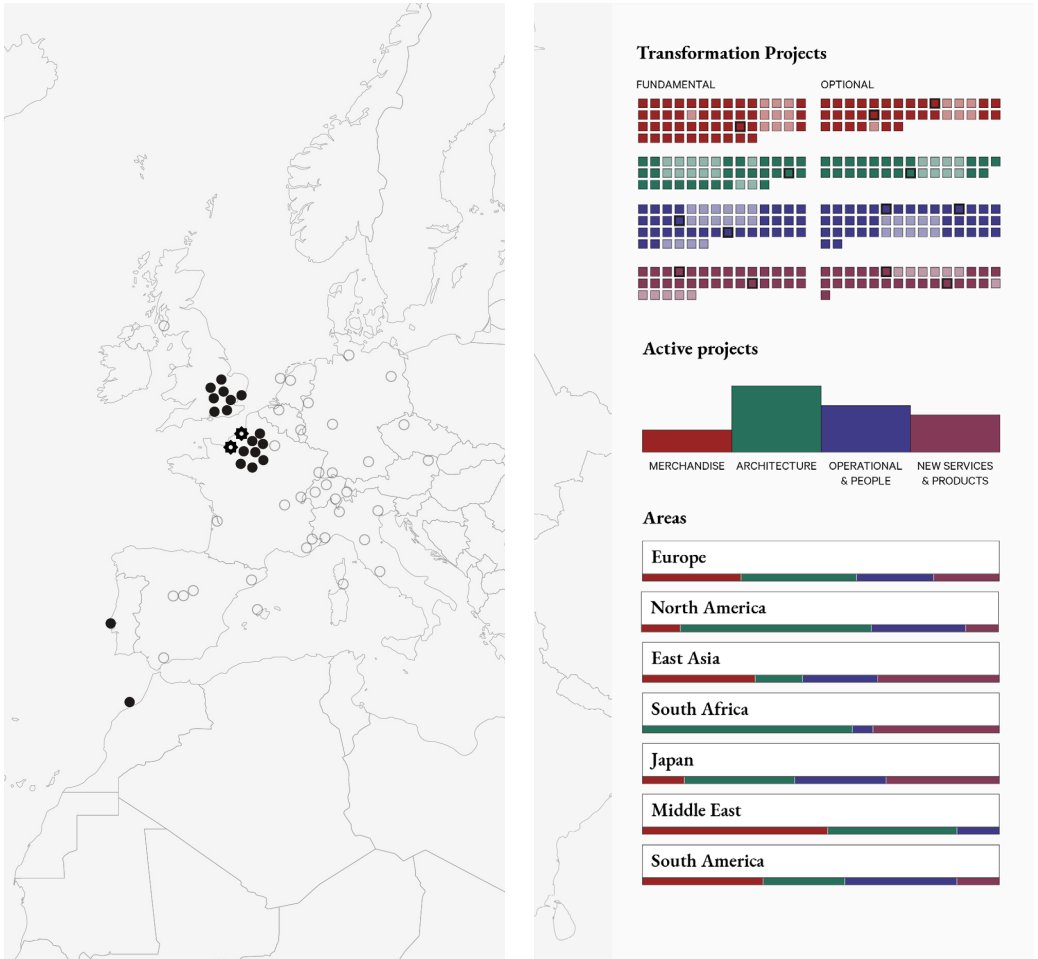 Transformation Projects
FUNDAMENTAL
OPTIONAL
Active projects
MERCHANDISE
ARCHITECTURE
OPERATIONAL
& PEOPLE
NEW SERVICES
& PRODUCTS
Areas
Europe
North America
East Asia
South Africa
Japan
Middle East
South America